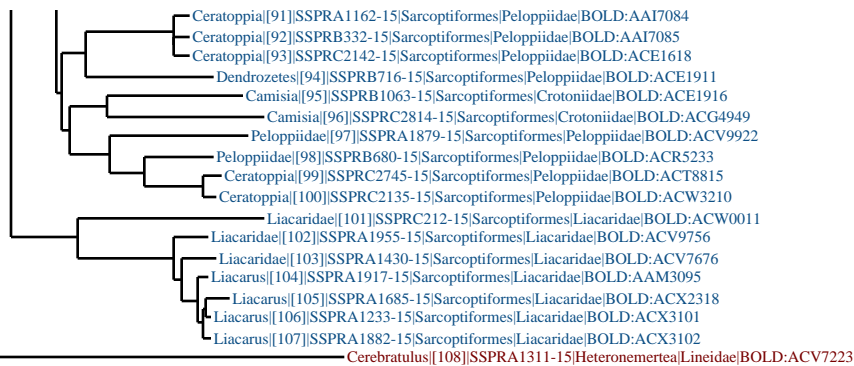 Ceratoppia|[91]|SSPRA1162-15|Sarcoptiformes|Peloppiidae|BOLD:AAI7084
Ceratoppia|[92]|SSPRB332-15|Sarcoptiformes|Peloppiidae|BOLD:AAI7085
Ceratoppia|[93]|SSPRC2142-15|Sarcoptiformes|Peloppiidae|BOLD:ACE1618
Dendrozetes|[94]|SSPRB716-15|Sarcoptiformes|Peloppiidae|BOLD:ACE1911
Camisia|[95]|SSPRB1063-15|Sarcoptiformes|Crotoniidae|BOLD:ACE1916
Camisia|[96]|SSPRC2814-15|Sarcoptiformes|Crotoniidae|BOLD:ACG4949
Peloppiidae|[97]|SSPRA1879-15|Sarcoptiformes|Peloppiidae|BOLD:ACV9922
Peloppiidae|[98]|SSPRB680-15|Sarcoptiformes|Peloppiidae|BOLD:ACR5233
Ceratoppia|[99]|SSPRC2745-15|Sarcoptiformes|Peloppiidae|BOLD:ACT8815
Ceratoppia|[100]|SSPRC2135-15|Sarcoptiformes|Peloppiidae|BOLD:ACW3210
Liacaridae|[101]|SSPRC212-15|Sarcoptiformes|Liacaridae|BOLD:ACW0011
Liacaridae|[102]|SSPRA1955-15|Sarcoptiformes|Liacaridae|BOLD:ACV9756
Liacaridae|[103]|SSPRA1430-15|Sarcoptiformes|Liacaridae|BOLD:ACV7676
Liacarus|[104]|SSPRA1917-15|Sarcoptiformes|Liacaridae|BOLD:AAM3095
Liacarus|[105]|SSPRA1685-15|Sarcoptiformes|Liacaridae|BOLD:ACX2318
Liacarus|[106]|SSPRA1233-15|Sarcoptiformes|Liacaridae|BOLD:ACX3101
Liacarus|[107]|SSPRA1882-15|Sarcoptiformes|Liacaridae|BOLD:ACX3102
Cerebratulus|[108]|SSPRA1311-15|Heteronemertea|Lineidae|BOLD:ACV7223